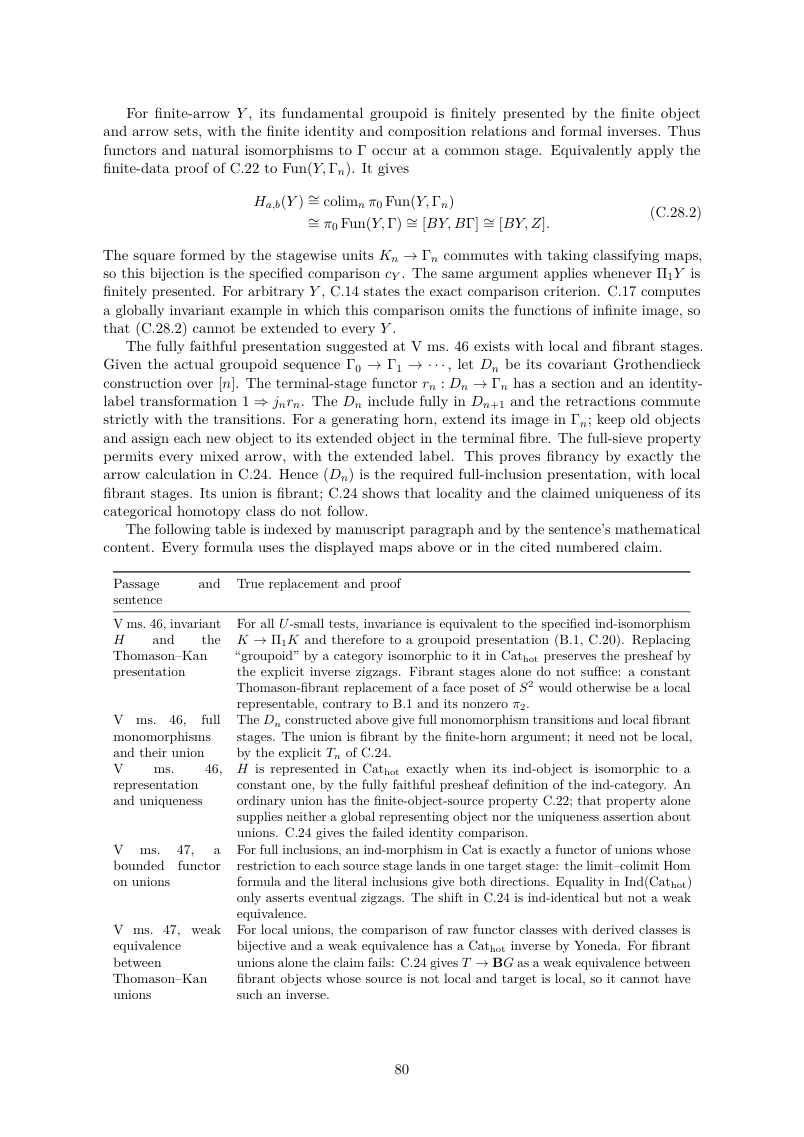 For finite-arrow Y, its fundamental groupoid is finitely presented by the finite object
and arrow sets, with the finite identity and composition relations and formal inverses. Thus
functors and natural isomorphisms to Γ occur at a common stage. Equivalently apply the
finite-data proof of C.22 to Fun(Y, Γₙ). It gives
H_{a,b}(Y) ≅ colimₙ π₀ Fun(Y, Γₙ)
≅ π₀ Fun(Y, Γ) ≅ [BY, BΓ] ≅ [BY, Z].
(C.28.2)
The square formed by the stagewise units Kₙ → Γₙ commutes with taking classifying maps,
so this bijection is the specified comparison c_Y. The same argument applies whenever Π₁Y is
finitely presented. For arbitrary Y, C.14 states the exact comparison criterion. C.17 computes
a globally invariant example in which this comparison omits the functions of infinite image, so
that (C.28.2) cannot be extended to every Y.
The fully faithful presentation suggested at V ms. 46 exists with local and fibrant stages.
Given the actual groupoid sequence Γ₀ → Γ₁ → ⋯, let Dₙ be its covariant Grothendieck
construction over [n]. The terminal-stage functor rₙ : Dₙ → Γₙ has a section and an identity-
label transformation 1 ⇒ jₙrₙ. The Dₙ include fully in Dₙ₊₁ and the retractions commute
strictly with the transitions. For a generating horn, extend its image in Γₙ; keep old objects
and assign each new object to its extended object in the terminal fibre. The full-sieve property
permits every mixed arrow, with the extended label. This proves fibrancy by exactly the
arrow calculation in C.24. Hence (Dₙ) is the required full-inclusion presentation, with local
fibrant stages. Its union is fibrant; C.24 shows that locality and the claimed uniqueness of its
categorical homotopy class do not follow.
The following table is indexed by manuscript paragraph and by the sentence's mathematical
content. Every formula uses the displayed maps above or in the cited numbered claim.
Passage and
sentence
True replacement and proof
V ms. 46, invariant
H and the
Thomason–Kan
presentation
For all U-small tests, invariance is equivalent to the specified ind-isomorphism
K → Π₁K and therefore to a groupoid presentation (B.1, C.20). Replacing
“groupoid” by a category isomorphic to it in Cat_hot preserves the presheaf by
the explicit inverse zigzags. Fibrant stages alone do not suffice: a constant
Thomason-fibrant replacement of a face poset of S² would otherwise be a local
representable, contrary to B.1 and its nonzero π₂.
V ms. 46, full
monomorphisms
and their union
The Dₙ constructed above give full monomorphism transitions and local fibrant
stages. The union is fibrant by the finite-horn argument; it need not be local,
by the explicit Tₙ of C.24.
V ms. 46,
representation
and uniqueness
H is represented in Cat_hot exactly when its ind-object is isomorphic to a
constant one, by the fully faithful presheaf definition of the ind-category. An
ordinary union has the finite-object-source property C.22; that property alone
supplies neither a global representing object nor the uniqueness assertion about
unions. C.24 gives the failed identity comparison.
V ms. 47, a
bounded functor
on unions
For full inclusions, an ind-morphism in Cat is exactly a functor of unions whose
restriction to each source stage lands in one target stage: the limit–colimit Hom
formula and the literal inclusions give both directions. Equality in Ind(Cat_hot)
only asserts eventual zigzags. The shift in C.24 is ind-identical but not a weak
equivalence.
V ms. 47, weak
equivalence
between
Thomason–Kan
unions
For local unions, the comparison of raw functor classes with derived classes is
bijective and a weak equivalence has a Cat_hot inverse by Yoneda. For fibrant
unions alone the claim fails: C.24 gives T → 𝐁G as a weak equivalence between
fibrant objects whose source is not local and target is local, so it cannot have
such an inverse.
80